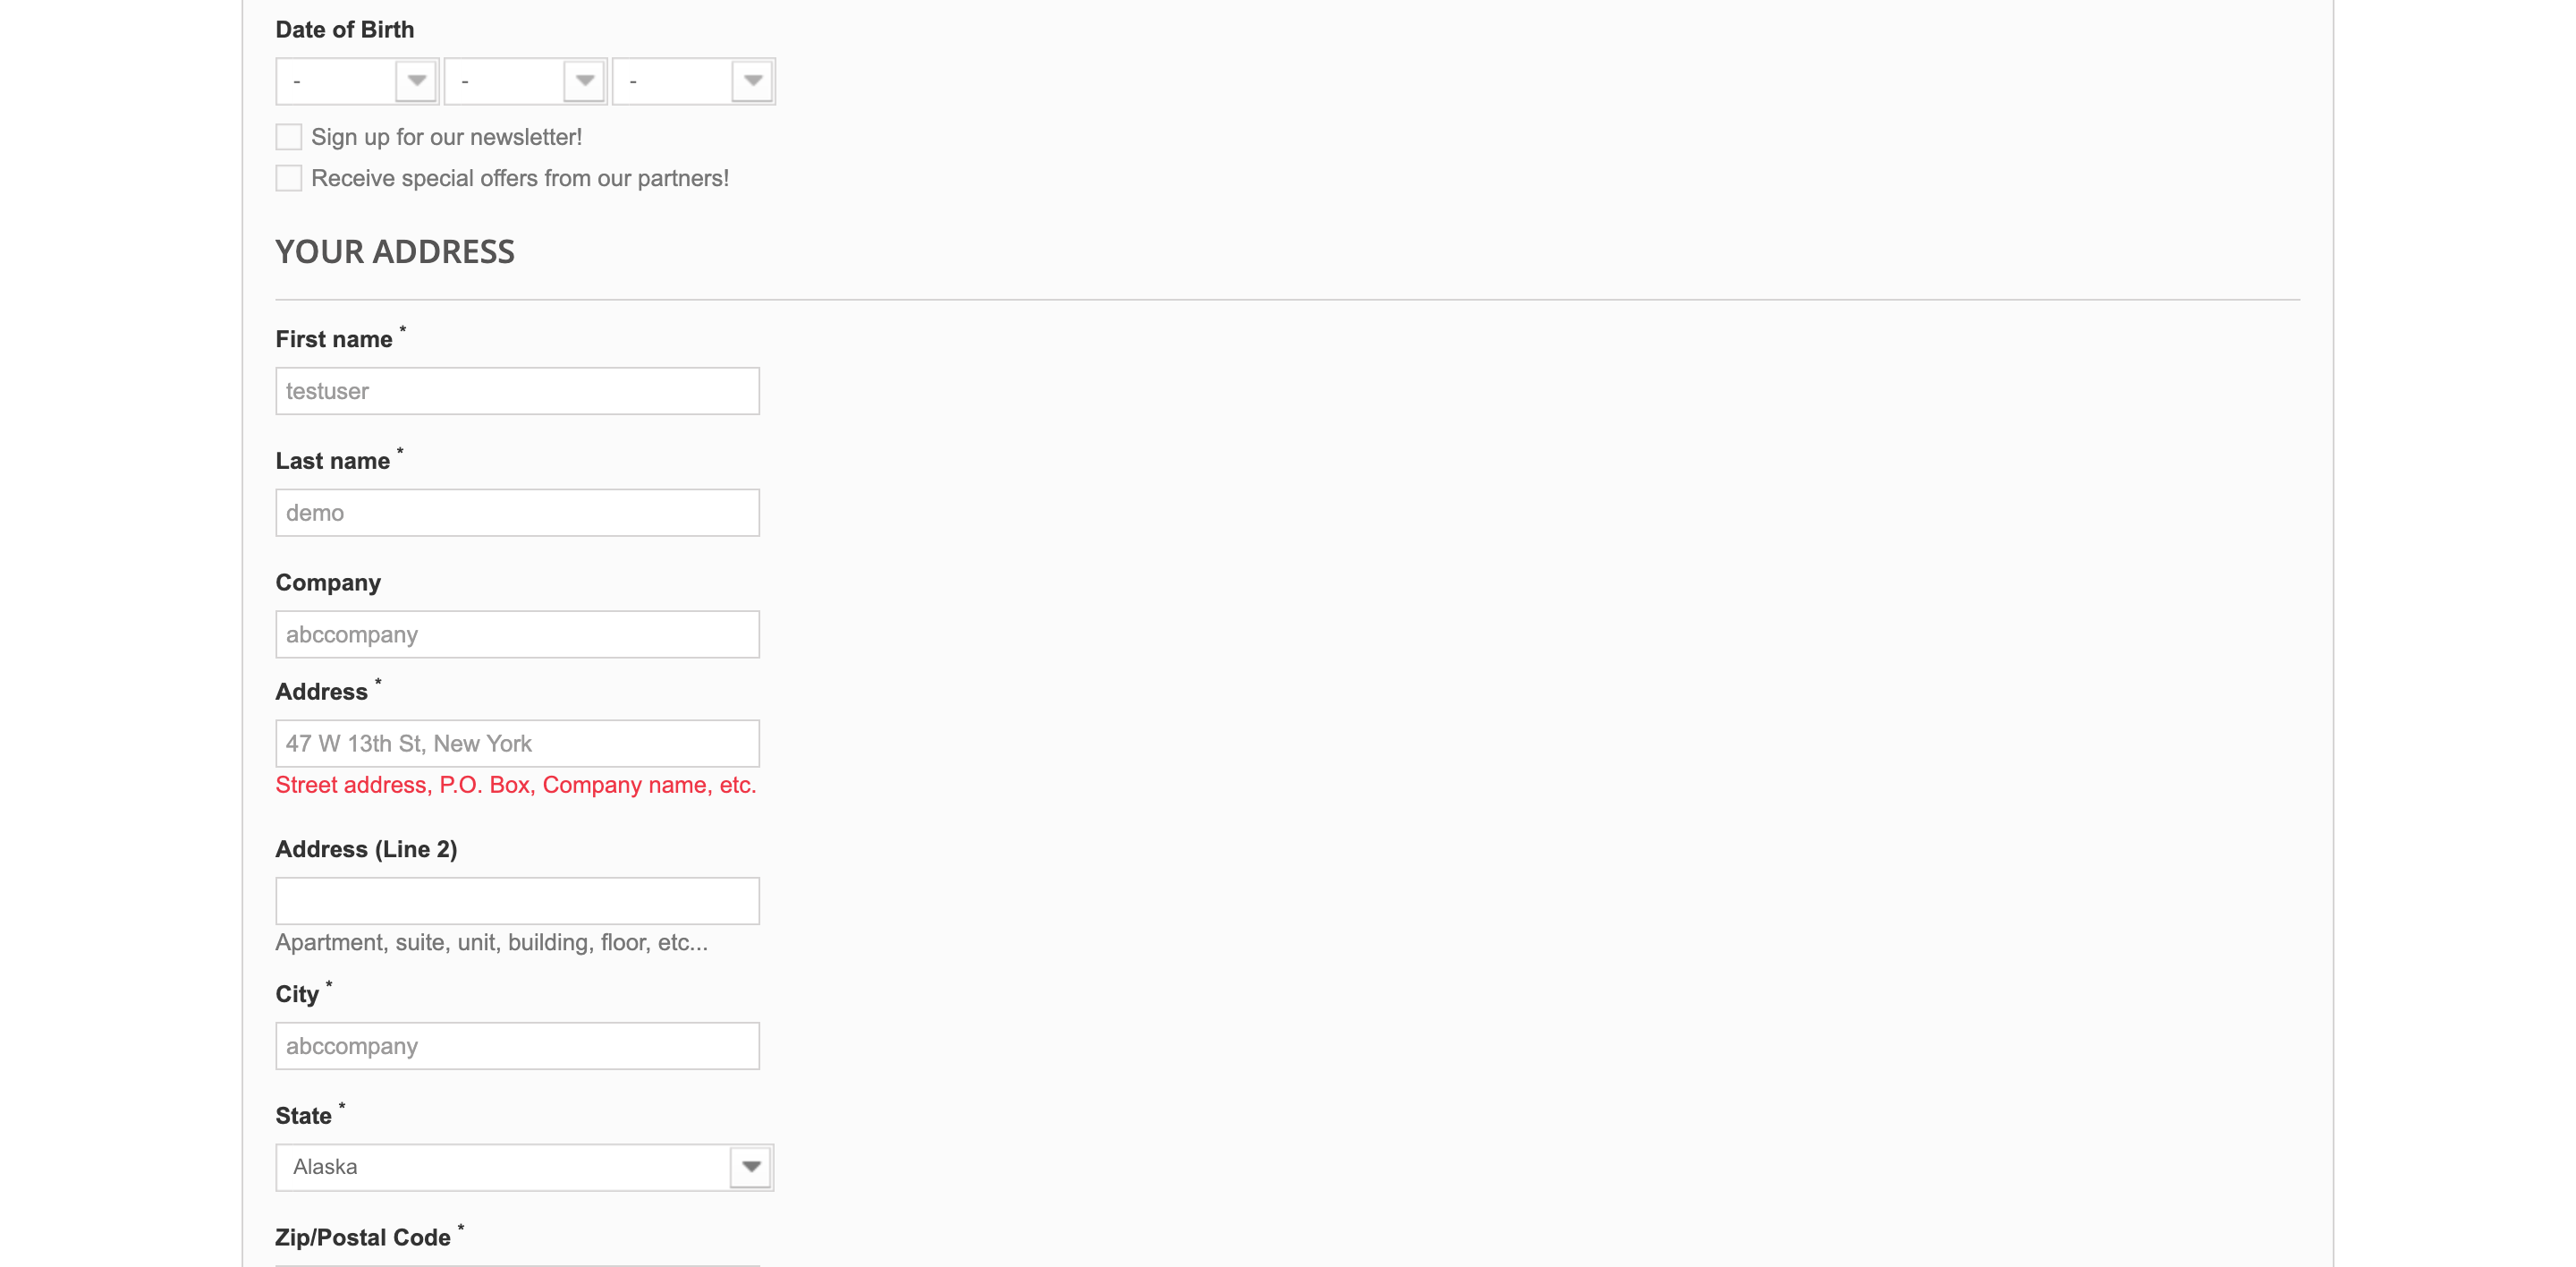 Date of Birth
- - -
Sign up for our newsletter!
Receive special offers from our partners!
YOUR ADDRESS
First name *
testuser
Last name *
demo
Company
abccompany
Address *
47 W 13th St, New York
Street address, P.O. Box, Company name, etc.
Address (Line 2)
Apartment, suite, unit, building, floor, etc...
City *
abccompany
State *
Alaska
Zip/Postal Code *